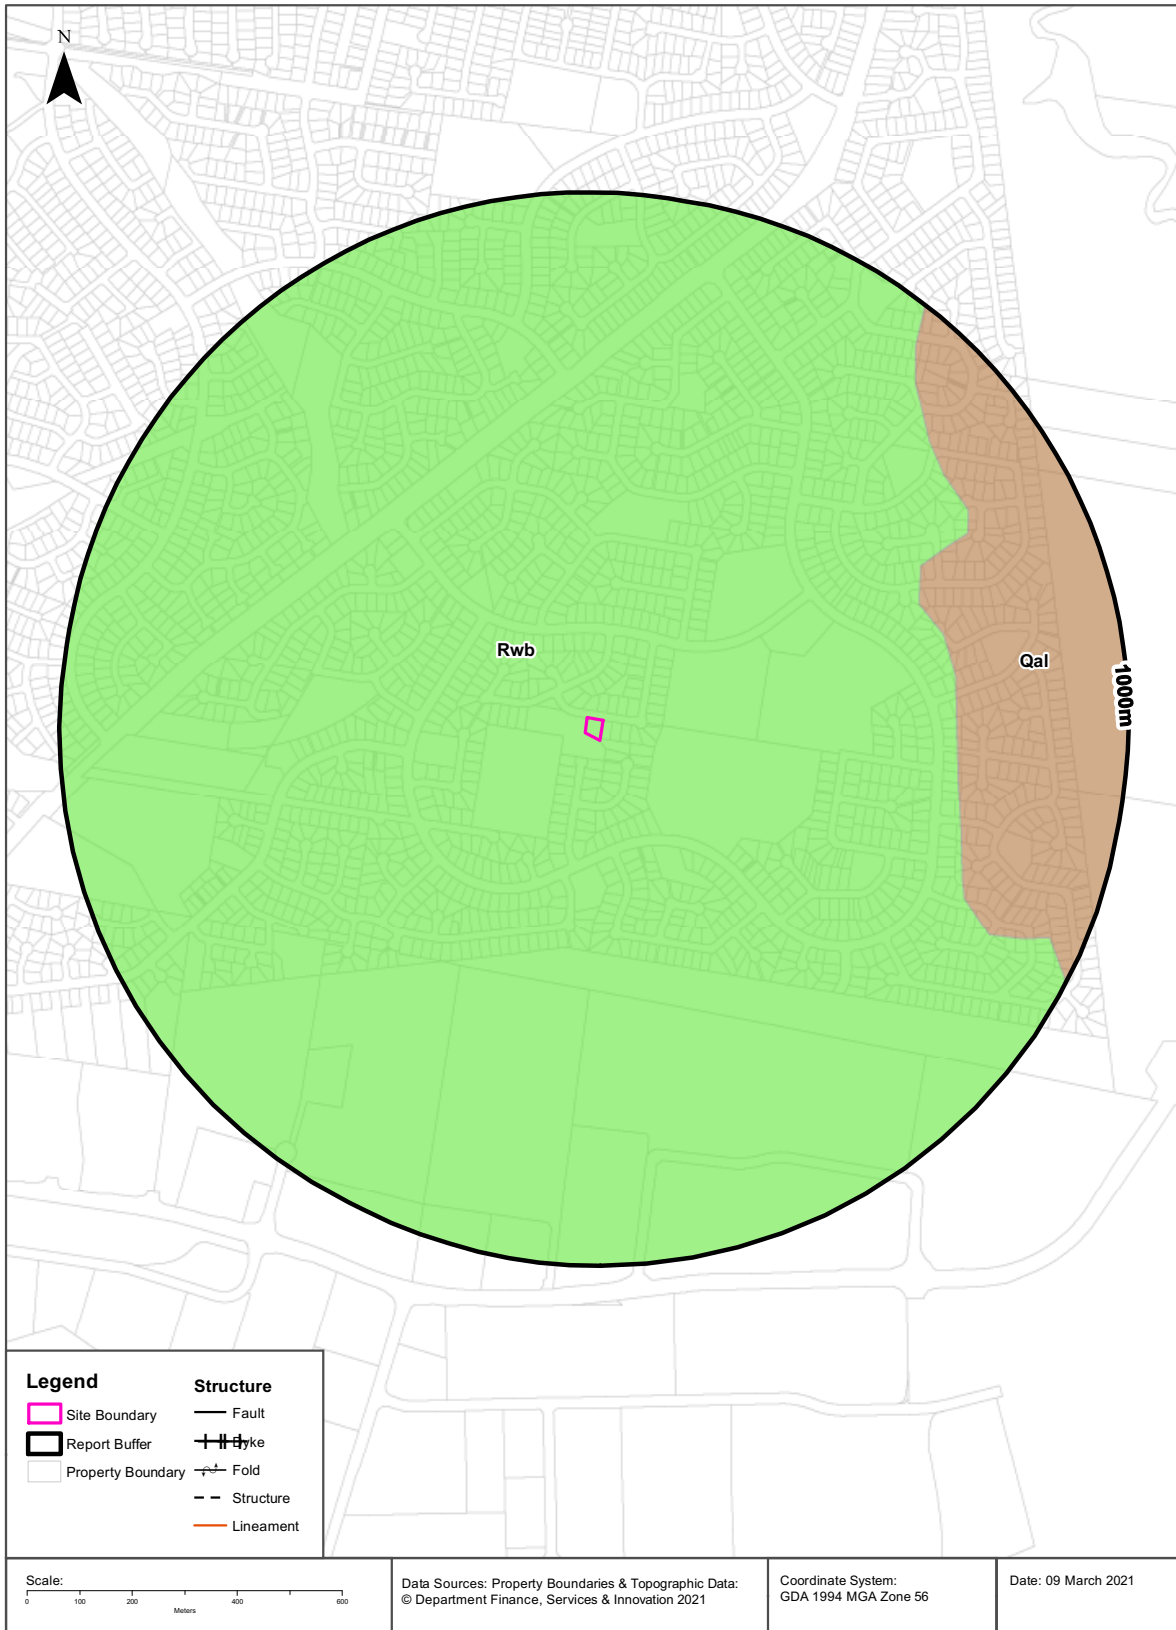 N
Rwb
Qal
1000m
Legend
Site Boundary
Report Buffer
Property Boundary
Structure
Fault
Dyke
Fold
Structure
Lineament
Scale:
0 100 200 400 600
Meters
Data Sources: Property Boundaries & Topographic Data:
© Department Finance, Services & Innovation 2021
Coordinate System:
GDA 1994 MGA Zone 56
Date: 09 March 2021